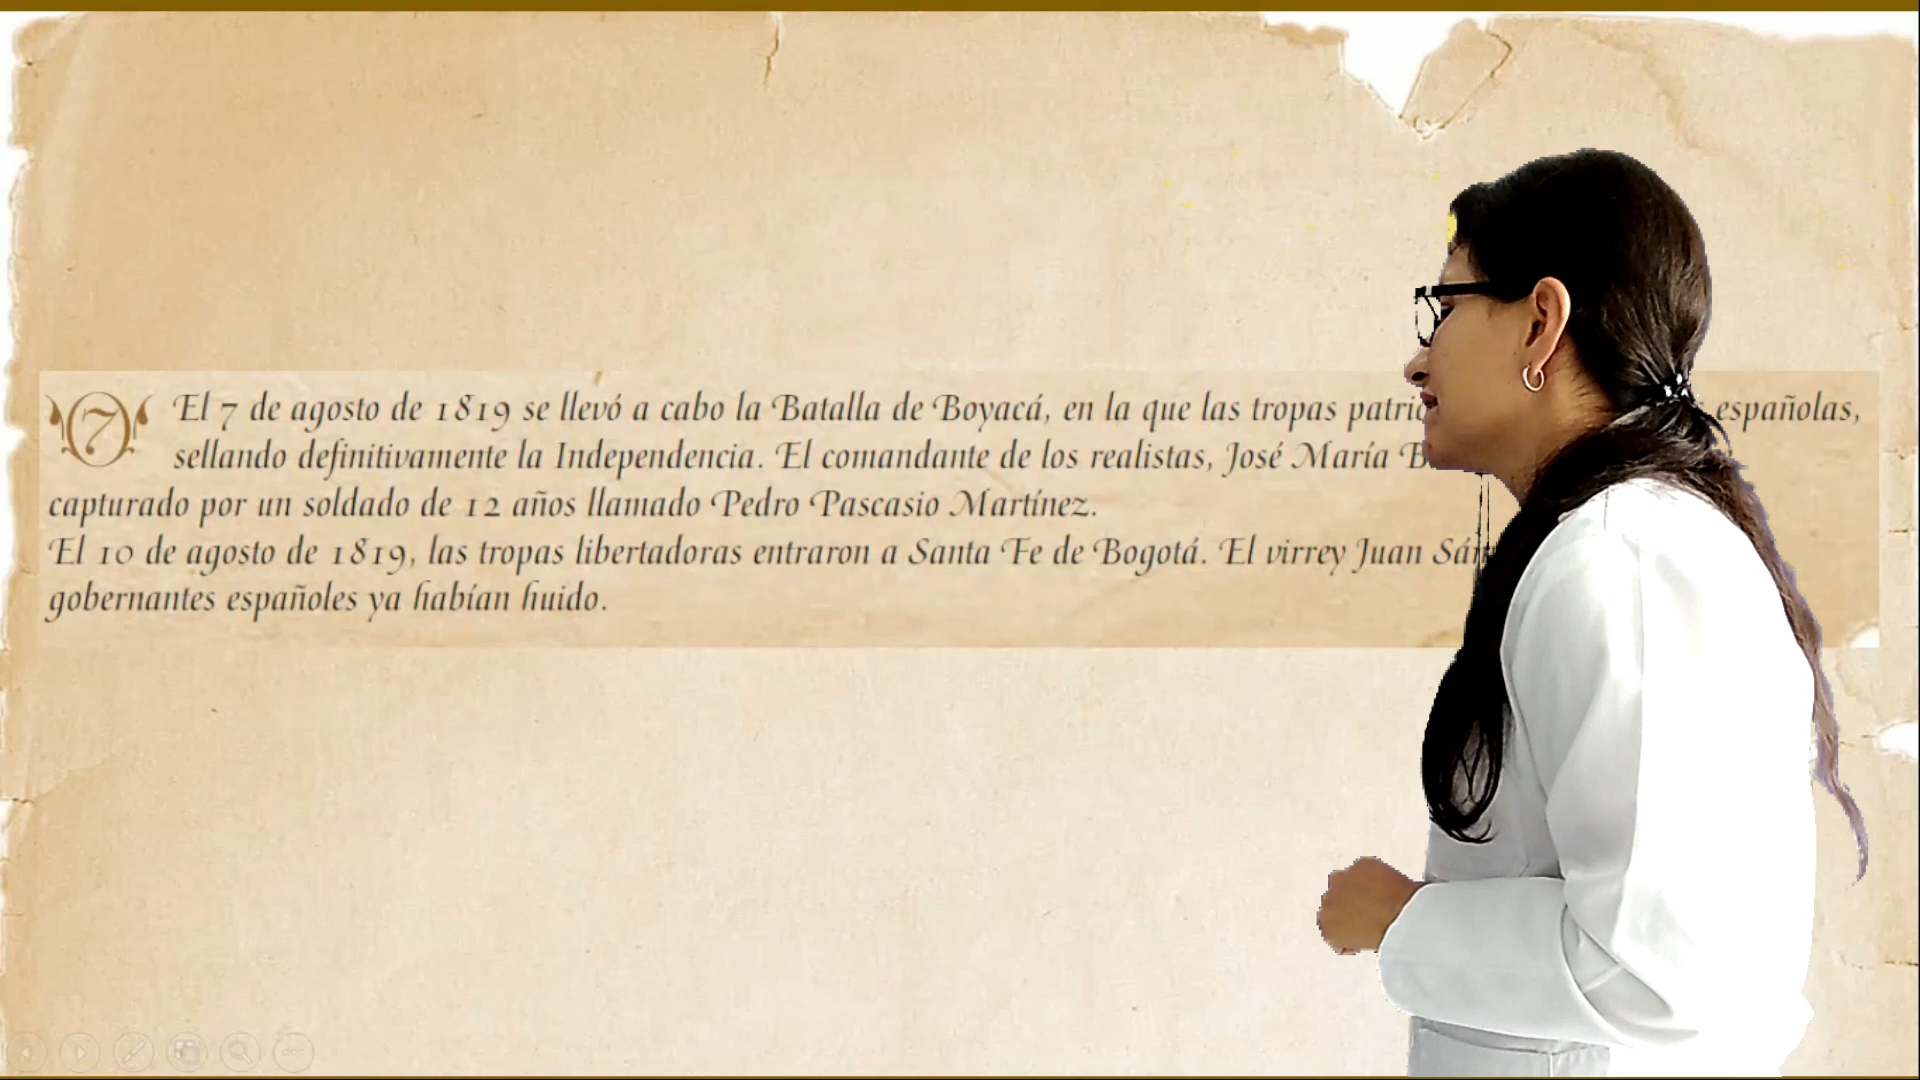 7
El 7 de agosto de 1819 se llevó a cabo la Batalla de Boyacá, en la que las tropas españolas,
sellando definitivamente la Independencia. El comandante de los realistas, José María
capturado por un soldado de 12 años llamado Pedro Pascasio Martínez.
El 10 de agosto de 1819, las tropas libertadoras entraron a Santa Fe de Bogotá. El virrey Juan
gobernantes españoles ya habían huido.